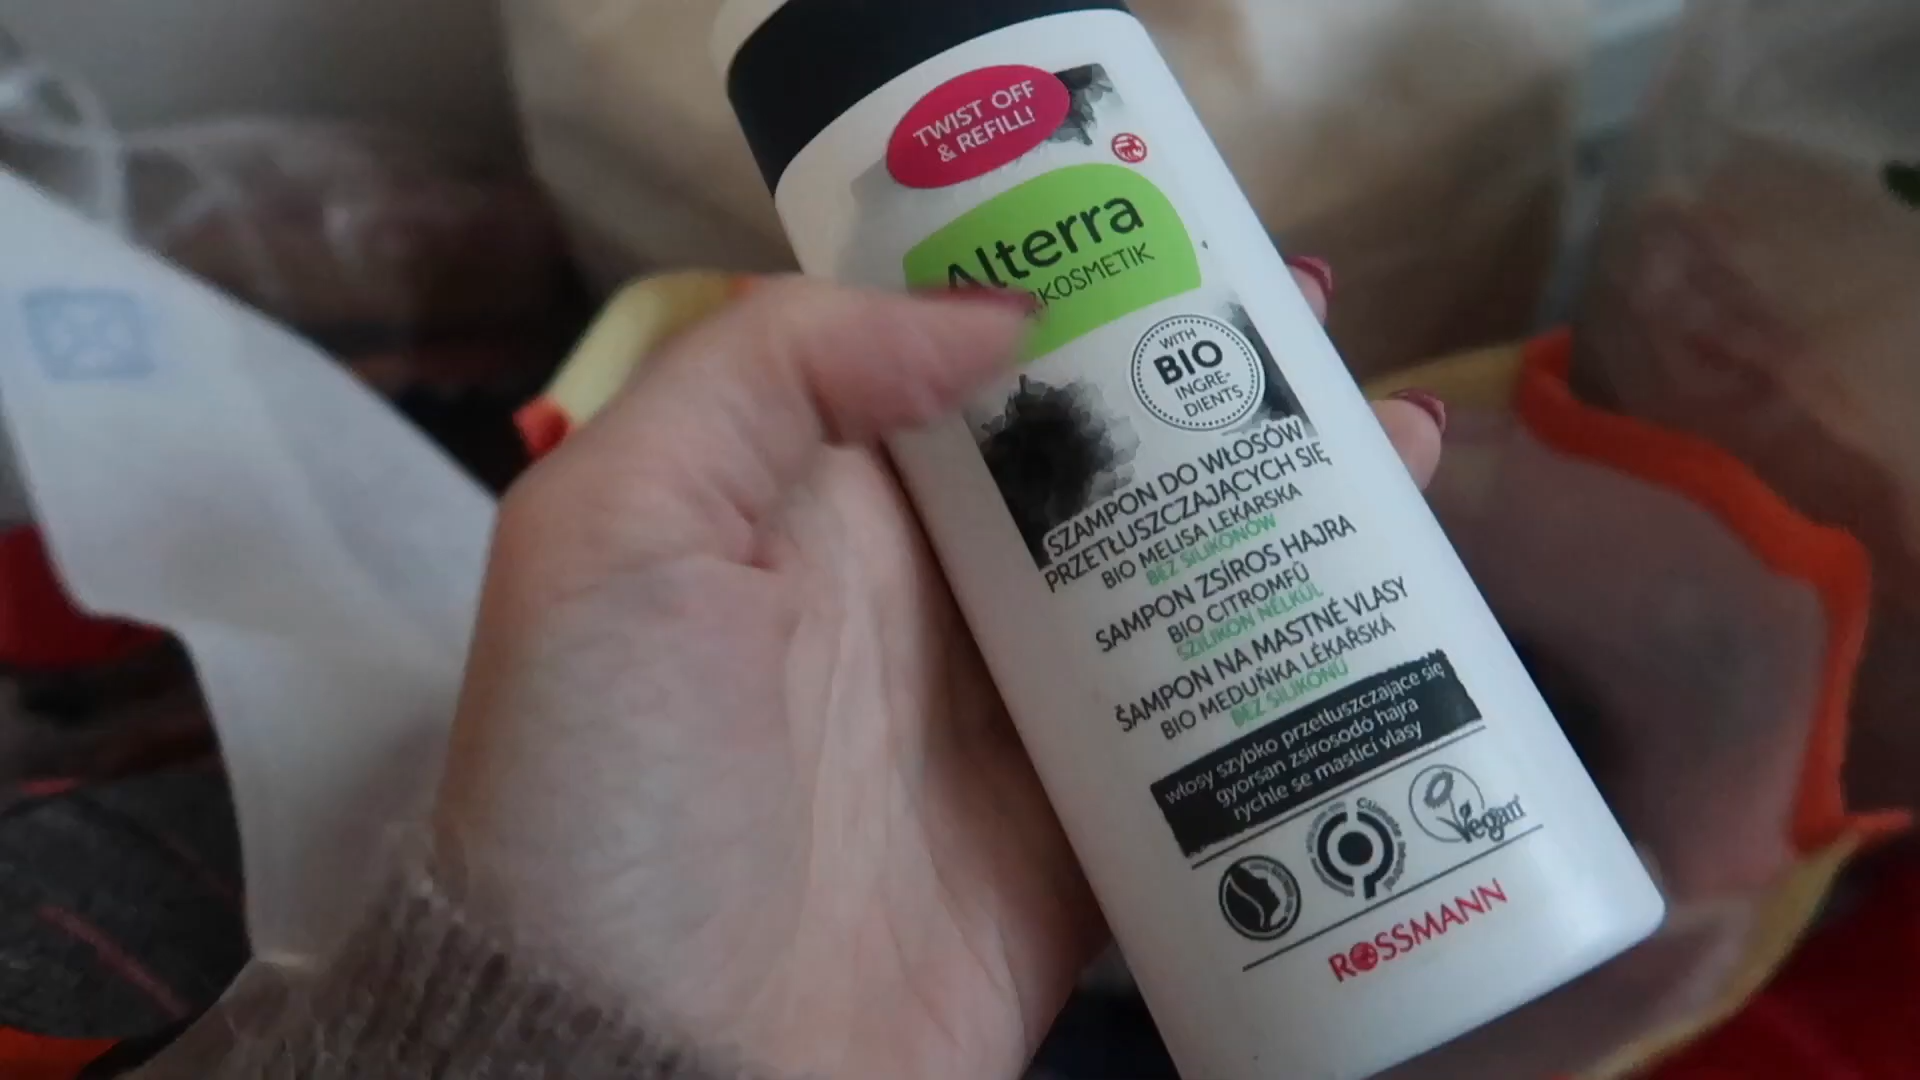 TWIST OFF
& REFILL!
Alterra
RKOSMETIK
WITH
BIO
INGRE-
DIENTS
SZAMPON DO WŁOSÓW
PRZETŁUSZCZAJĄCYCH SIĘ
BIO MELISA LEKARSKA
BEZ SILIKONÓW
SAMPON ZSÍROS HAJRA
BIO CITROMFŰ
SZILIKON NÉLKÜL
ŠAMPON NA MASTNÉ VLASY
BIO MEDUŇKA LÉKAŘSKÁ
BEZ SILIKONŮ
włosy szybko przetłuszczające się
gyorsan zsírosodó hajra
rychle se mastící vlasy
Vegan
ROSSMANN